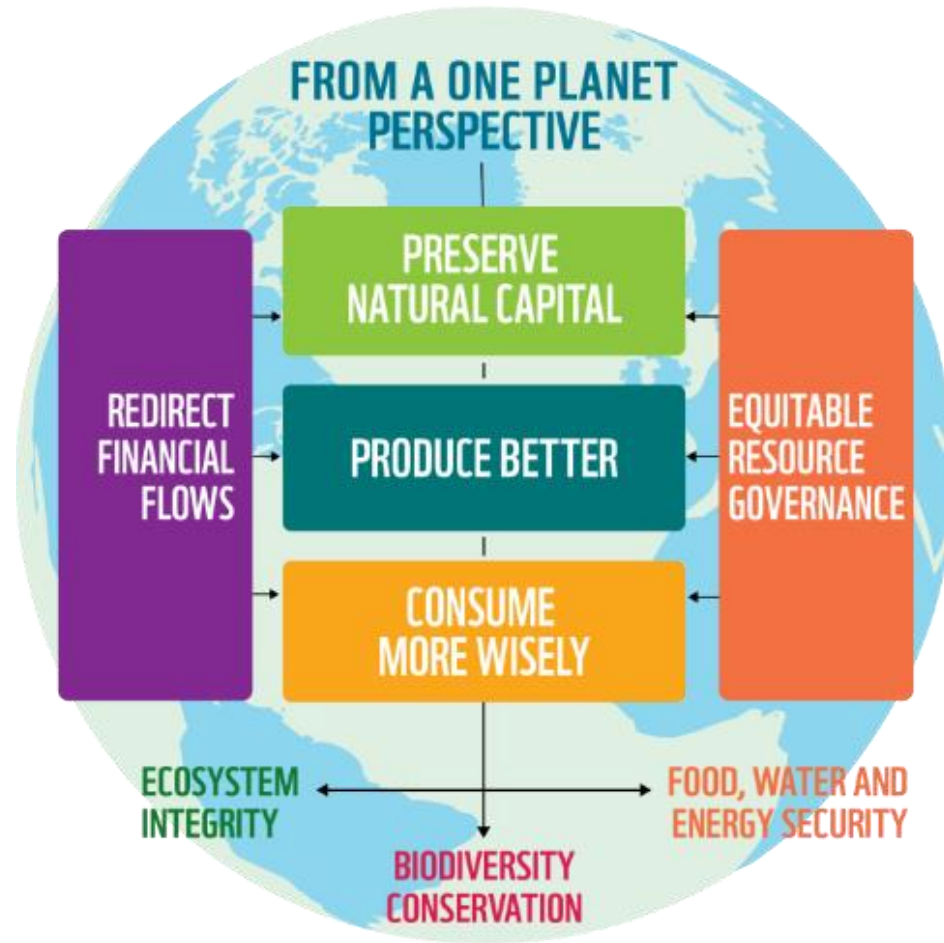 FROM A ONE PLANET
PERSPECTIVE
PRESERVE
NATURAL CAPITAL
REDIRECT
FINANCIAL
FLOWS
PRODUCE BETTER
EQUITABLE
RESOURCE
GOVERNANCE
CONSUME
MORE WISELY
ECOSYSTEM
INTEGRITY
FOOD, WATER AND
ENERGY SECURITY
BIODIVERSITY
CONSERVATION